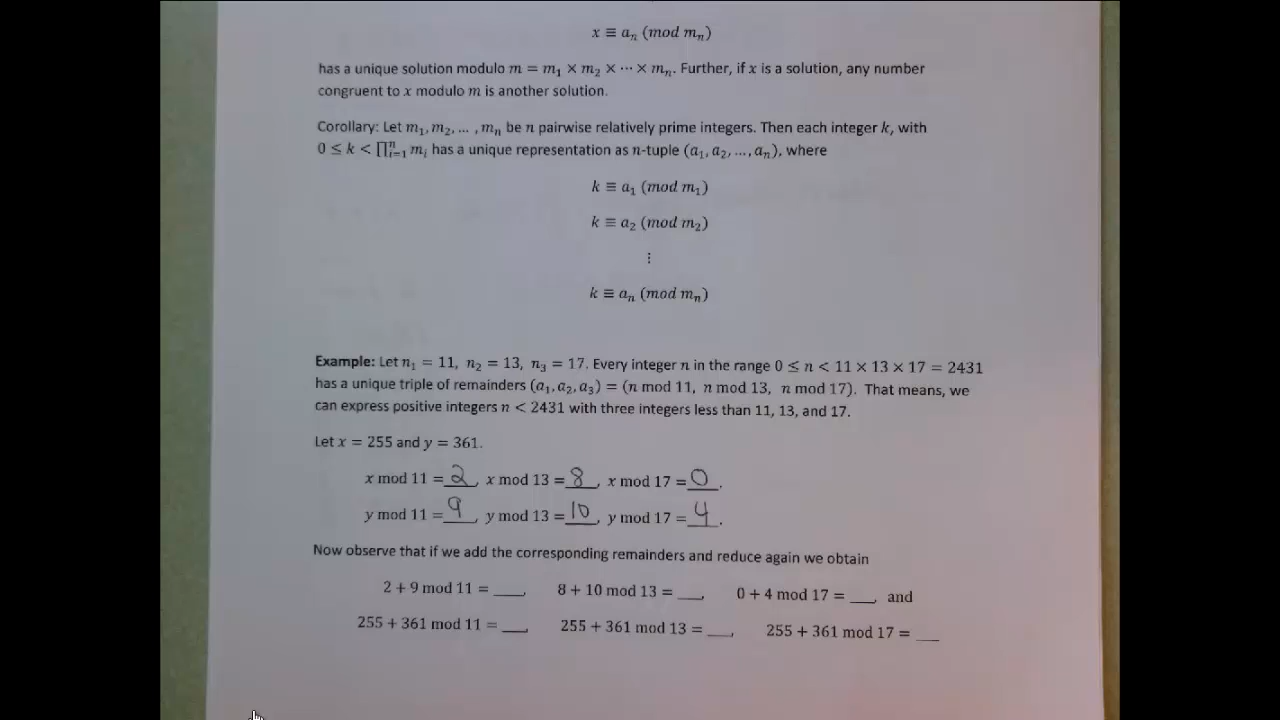 x ≡ aₙ (mod mₙ)
has a unique solution modulo m = m₁ × m₂ × ⋯ × mₙ. Further, if x is a solution, any number
congruent to x modulo m is another solution.
Corollary: Let m₁, m₂, … , mₙ be n pairwise relatively prime integers. Then each integer k, with
0 ≤ k < ∏ⁿᵢ₌₁ mᵢ has a unique representation as n-tuple (a₁, a₂, …, aₙ), where
k ≡ a₁ (mod m₁)
k ≡ a₂ (mod m₂)
⋮
k ≡ aₙ (mod mₙ)
Example: Let n₁ = 11, n₂ = 13, n₃ = 17. Every integer n in the range 0 ≤ n < 11 × 13 × 17 = 2431
has a unique triple of remainders (a₁, a₂, a₃) = (n mod 11, n mod 13, n mod 17). That means, we
can express positive integers n < 2431 with three integers less than 11, 13, and 17.
Let x = 255 and y = 361.
x mod 11 = 2, x mod 13 = 8, x mod 17 = 0.
y mod 11 = 9, y mod 13 = 10, y mod 17 = 4.
Now observe that if we add the corresponding remainders and reduce again we obtain
2 + 9 mod 11 = ___, 8 + 10 mod 13 = ___, 0 + 4 mod 17 = ___, and
255 + 361 mod 11 = ___, 255 + 361 mod 13 = ___, 255 + 361 mod 17 = ___